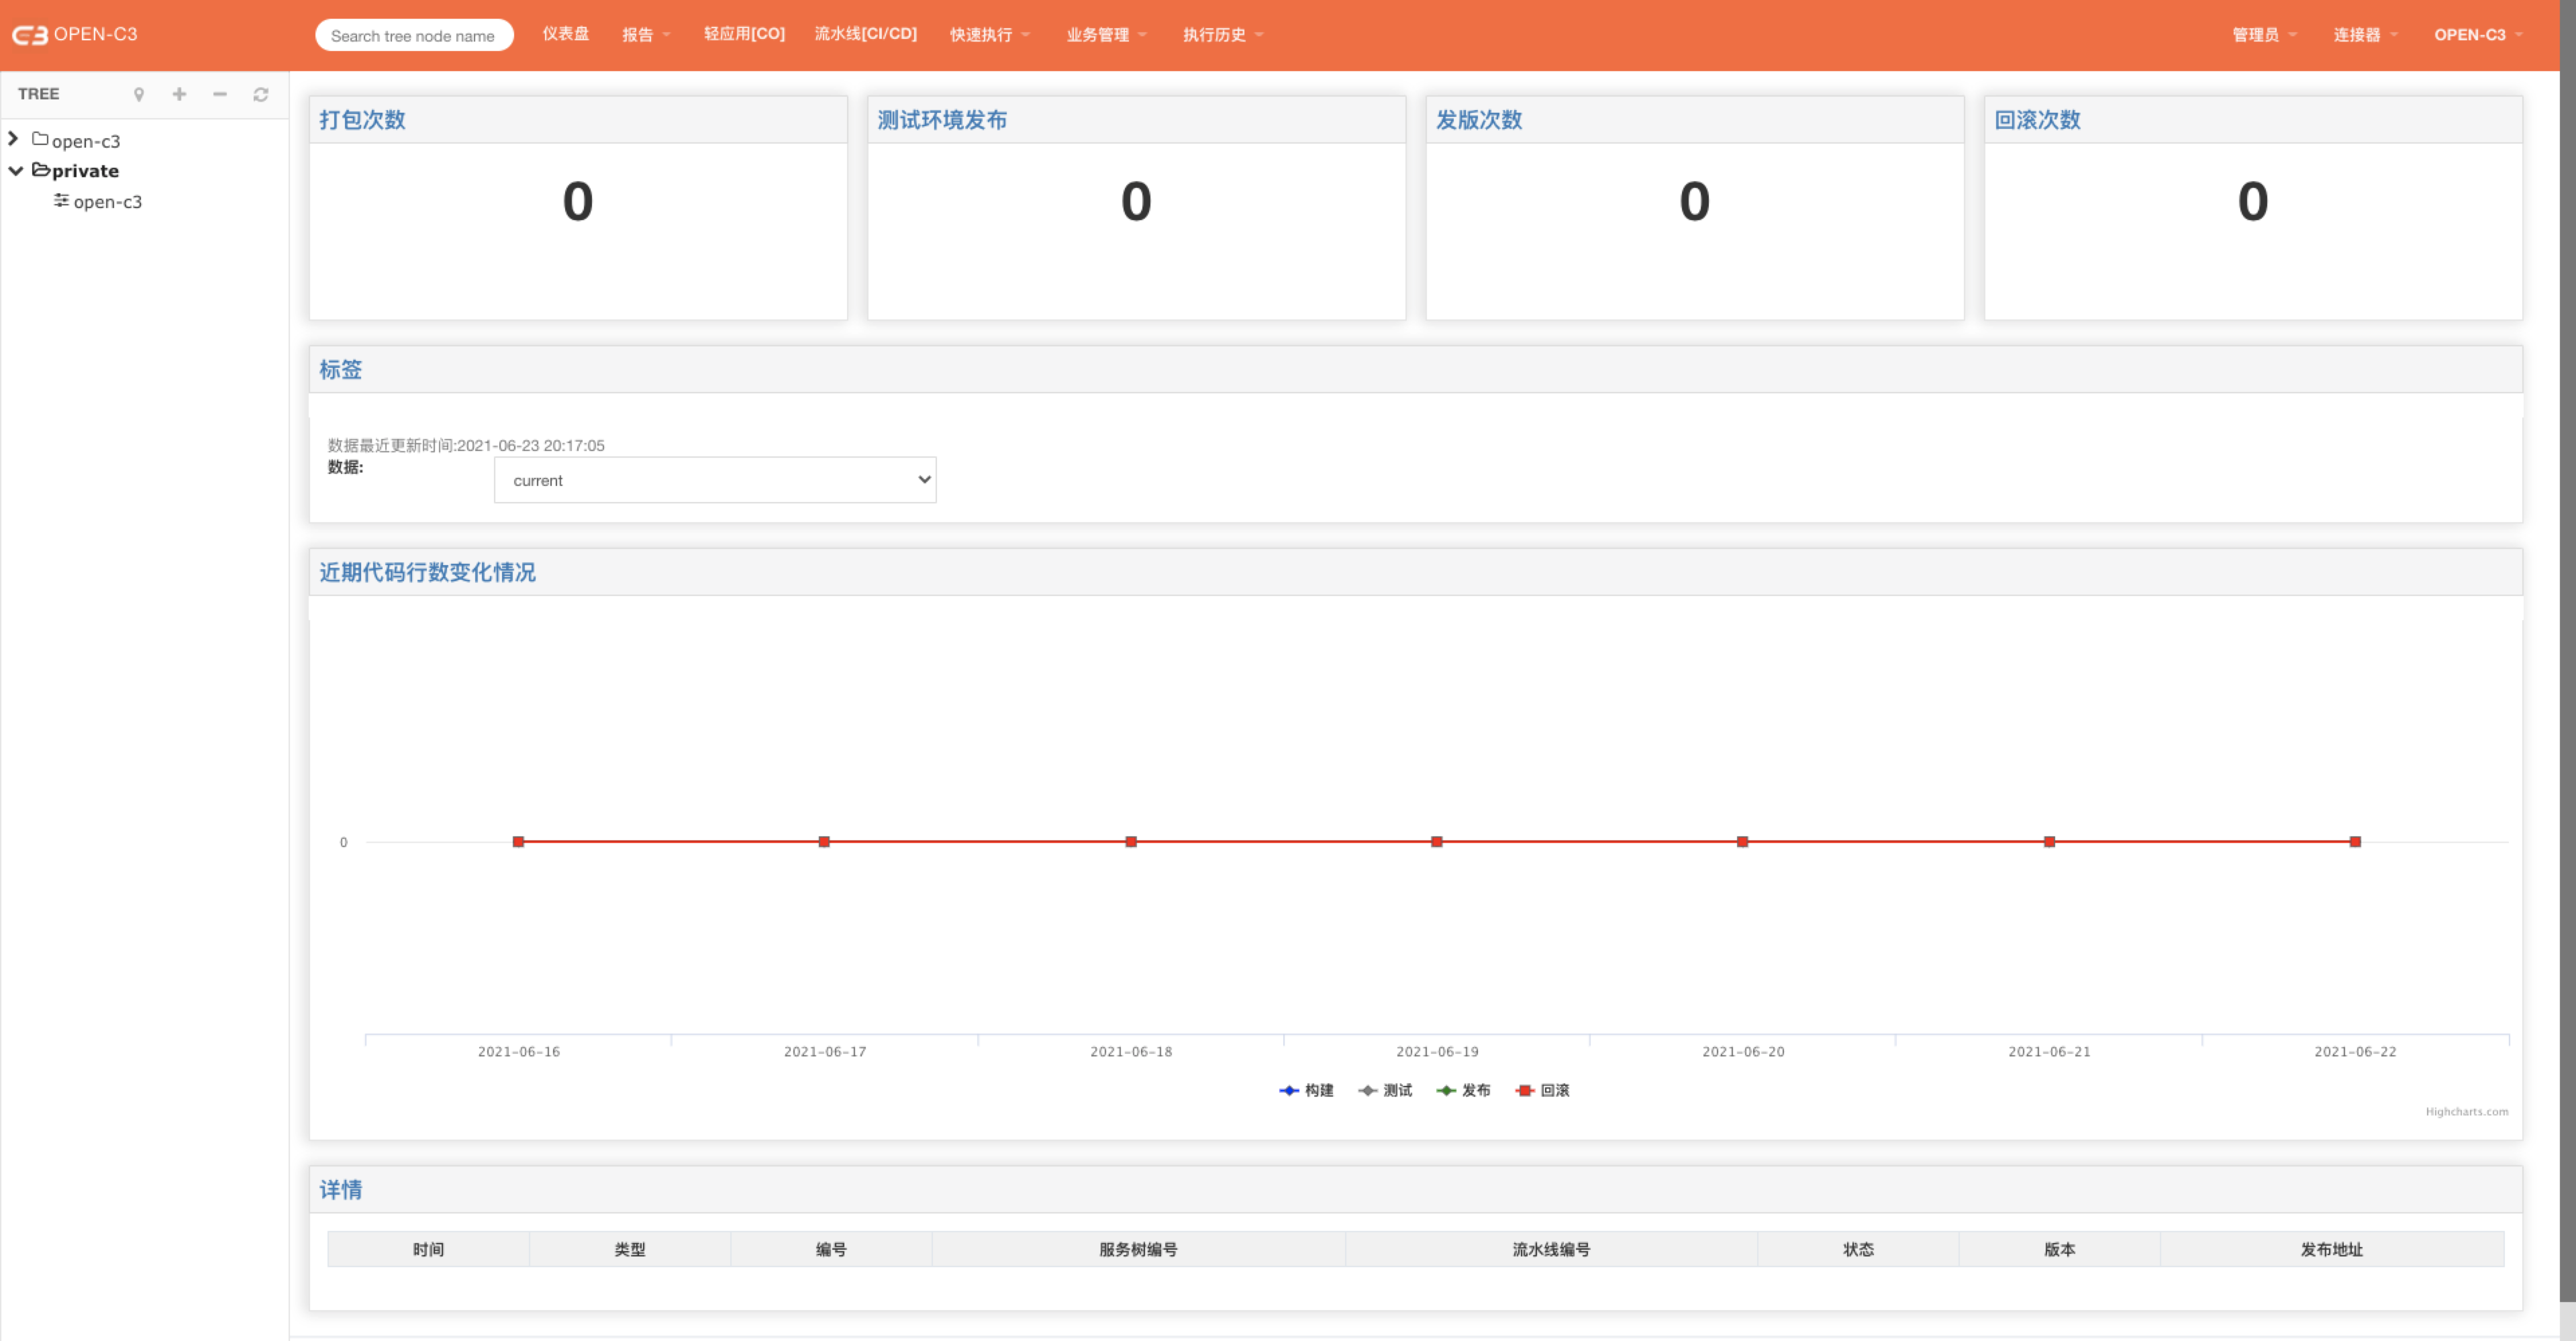 OPEN-C3
Search tree node name 仪表盘 报告 轻应用[CO] 流水线[CI/CD] 快速执行 业务管理 执行历史 管理员 连接器 OPEN-C3
TREE
open-c3
private
open-c3
打包次数 测试环境发布 发版次数 回滚次数
0 0 0 0
标签
数据最近更新时间:2021-06-23 20:17:05
数据: current
近期代码行数变化情况
0
2021-06-16 2021-06-17 2021-06-18 2021-06-19 2021-06-20 2021-06-21 2021-06-22
构建 测试 发布 回滚
Highcharts.com
详情
时间 类型 编号 服务树编号 流水线编号 状态 版本 发布地址